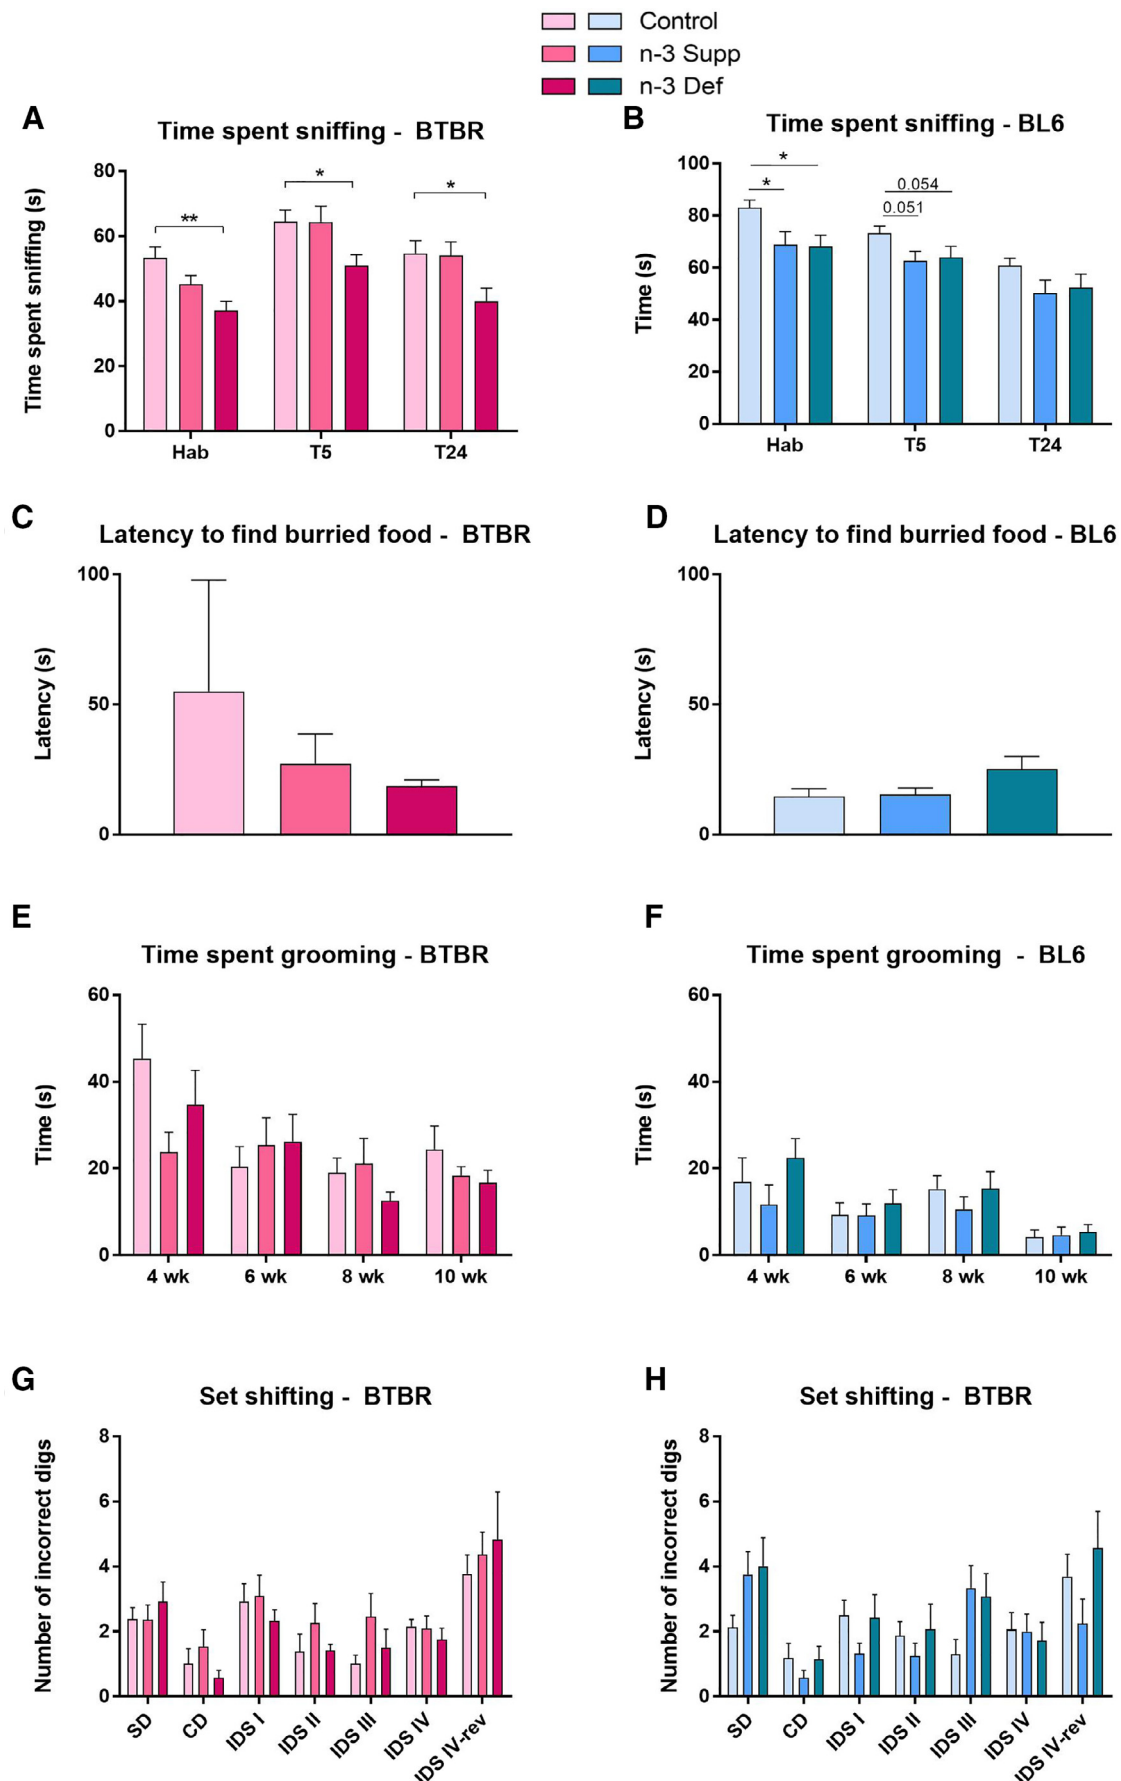 Control
n-3 Supp
n-3 Def
A
Time spent sniffing - BTBR
Time spent sniffing (s)
80
60
40
20
0
**
*
*
Hab T5 T24
B
Time spent sniffing - BL6
Time (s)
100
80
60
40
20
0
*
*
0.054
0.051
Hab T5 T24
C
Latency to find burried food - BTBR
Latency (s)
100
50
0
D
Latency to find burried food - BL6
Latency (s)
100
50
0
E
Time spent grooming - BTBR
Time (s)
60
40
20
0
4 wk 6 wk 8 wk 10 wk
F
Time spent grooming - BL6
Time (s)
60
40
20
0
4 wk 6 wk 8 wk 10 wk
G
Set shifting - BTBR
Number of incorrect digs
8
6
4
2
0
SD CD IDS I IDS II IDS III IDS IV IDS IV-rev
H
Set shifting - BTBR
Number of incorrect digs
8
6
4
2
0
SD CD IDS I IDS II IDS III IDS IV IDS IV-rev